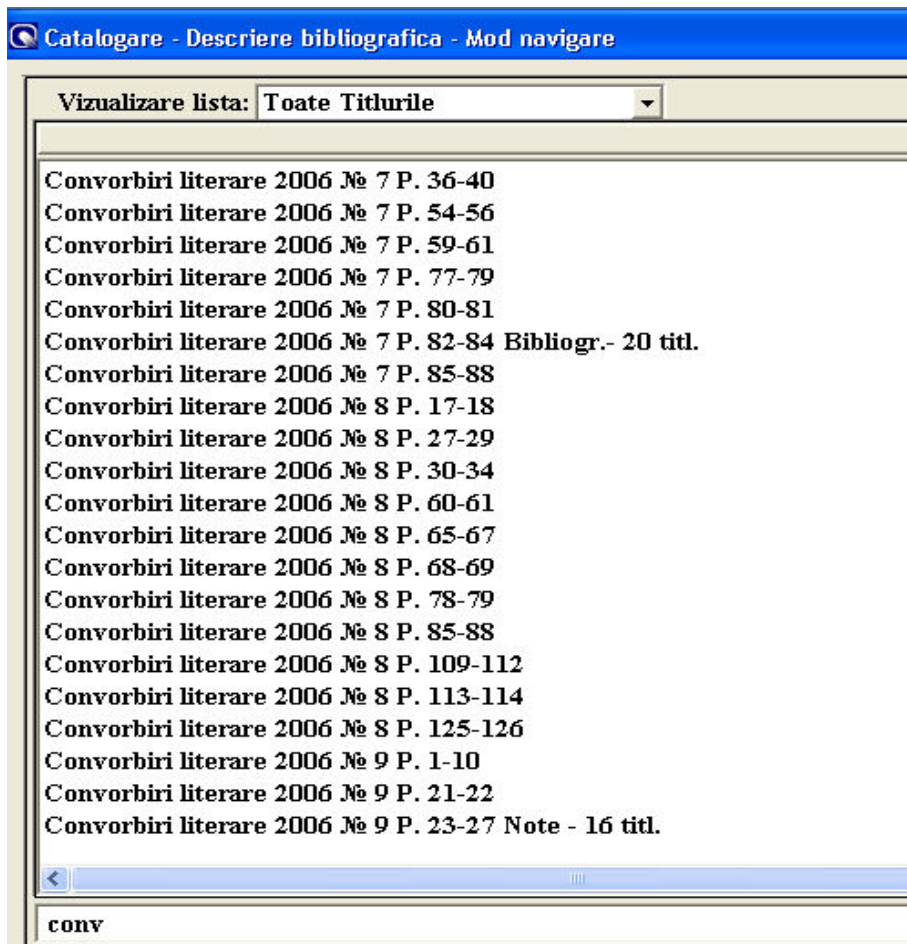 Catalogare - Descriere bibliografica - Mod navigare
Vizualizare lista: Toate Titlurile
Convorbiri literare 2006 № 7 P. 36-40
Convorbiri literare 2006 № 7 P. 54-56
Convorbiri literare 2006 № 7 P. 59-61
Convorbiri literare 2006 № 7 P. 77-79
Convorbiri literare 2006 № 7 P. 80-81
Convorbiri literare 2006 № 7 P. 82-84 Bibliogr.- 20 titl.
Convorbiri literare 2006 № 7 P. 85-88
Convorbiri literare 2006 № 8 P. 17-18
Convorbiri literare 2006 № 8 P. 27-29
Convorbiri literare 2006 № 8 P. 30-34
Convorbiri literare 2006 № 8 P. 60-61
Convorbiri literare 2006 № 8 P. 65-67
Convorbiri literare 2006 № 8 P. 68-69
Convorbiri literare 2006 № 8 P. 78-79
Convorbiri literare 2006 № 8 P. 85-88
Convorbiri literare 2006 № 8 P. 109-112
Convorbiri literare 2006 № 8 P. 113-114
Convorbiri literare 2006 № 8 P. 125-126
Convorbiri literare 2006 № 9 P. 1-10
Convorbiri literare 2006 № 9 P. 21-22
Convorbiri literare 2006 № 9 P. 23-27 Note - 16 titl.
conv